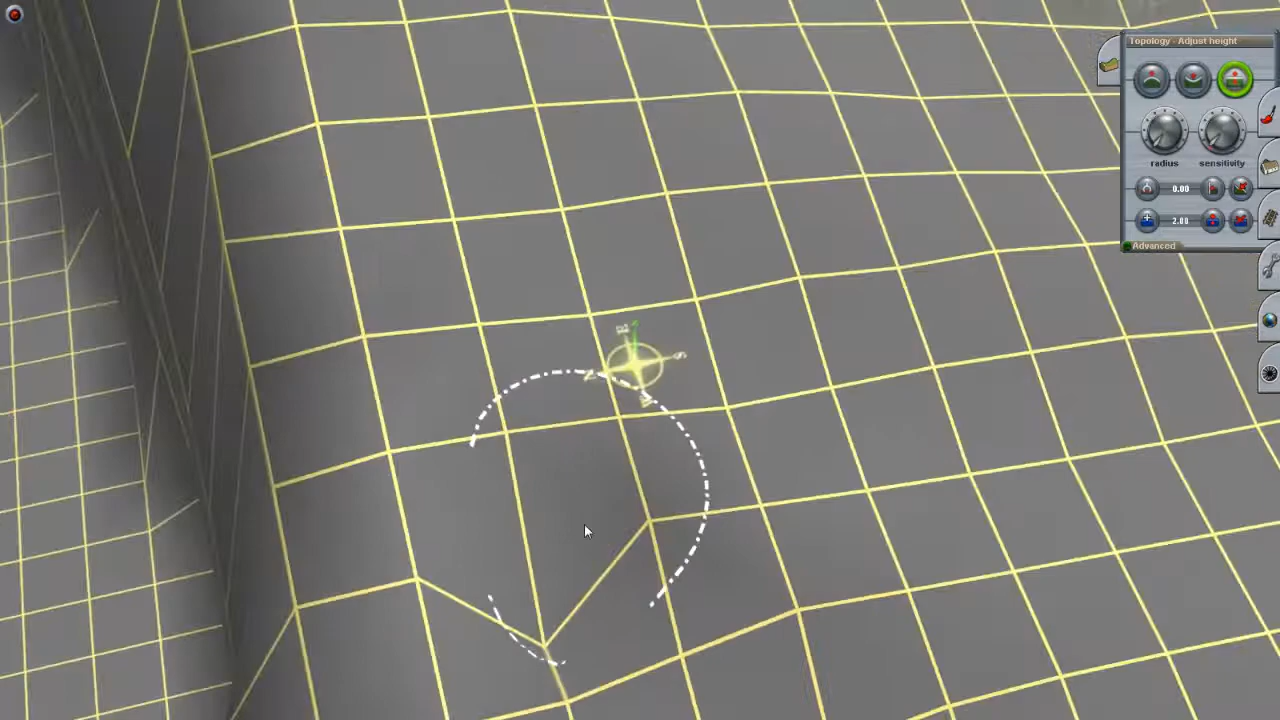 Topology - Adjust height
radius sensitivity
0.00
2.00
Advanced
E
S
W